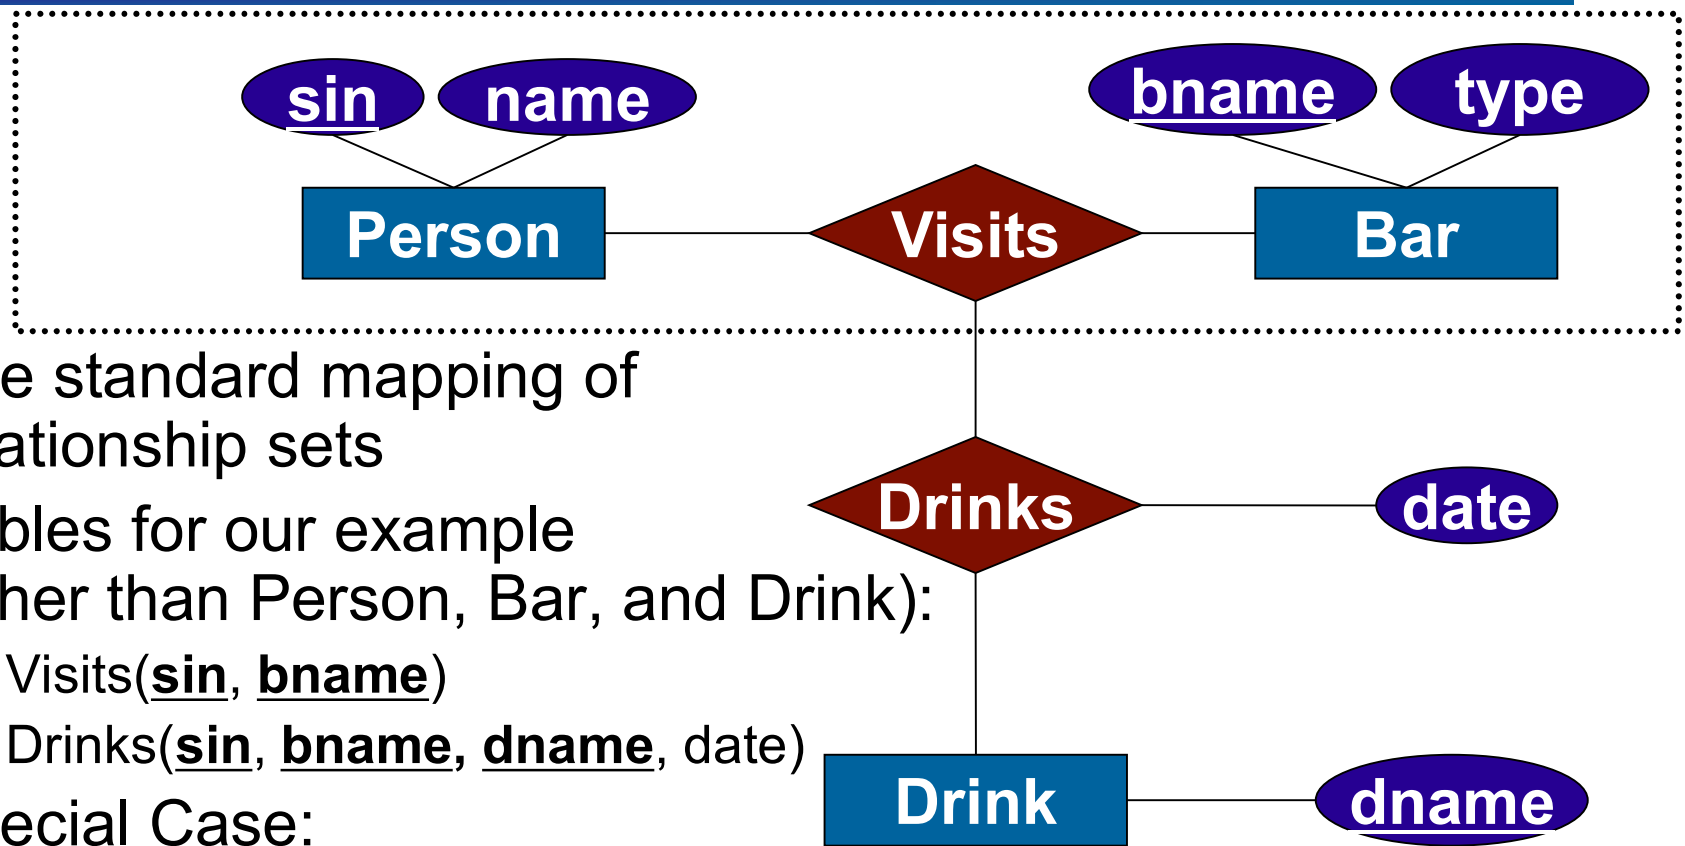 sin name bname type
Person Visits Bar
e standard mapping of
ationship sets
Drinks date
bles for our example
her than Person, Bar, and Drink):
Visits(sin, bname)
Drinks(sin, bname, dname, date)
Drink dname
ecial Case: